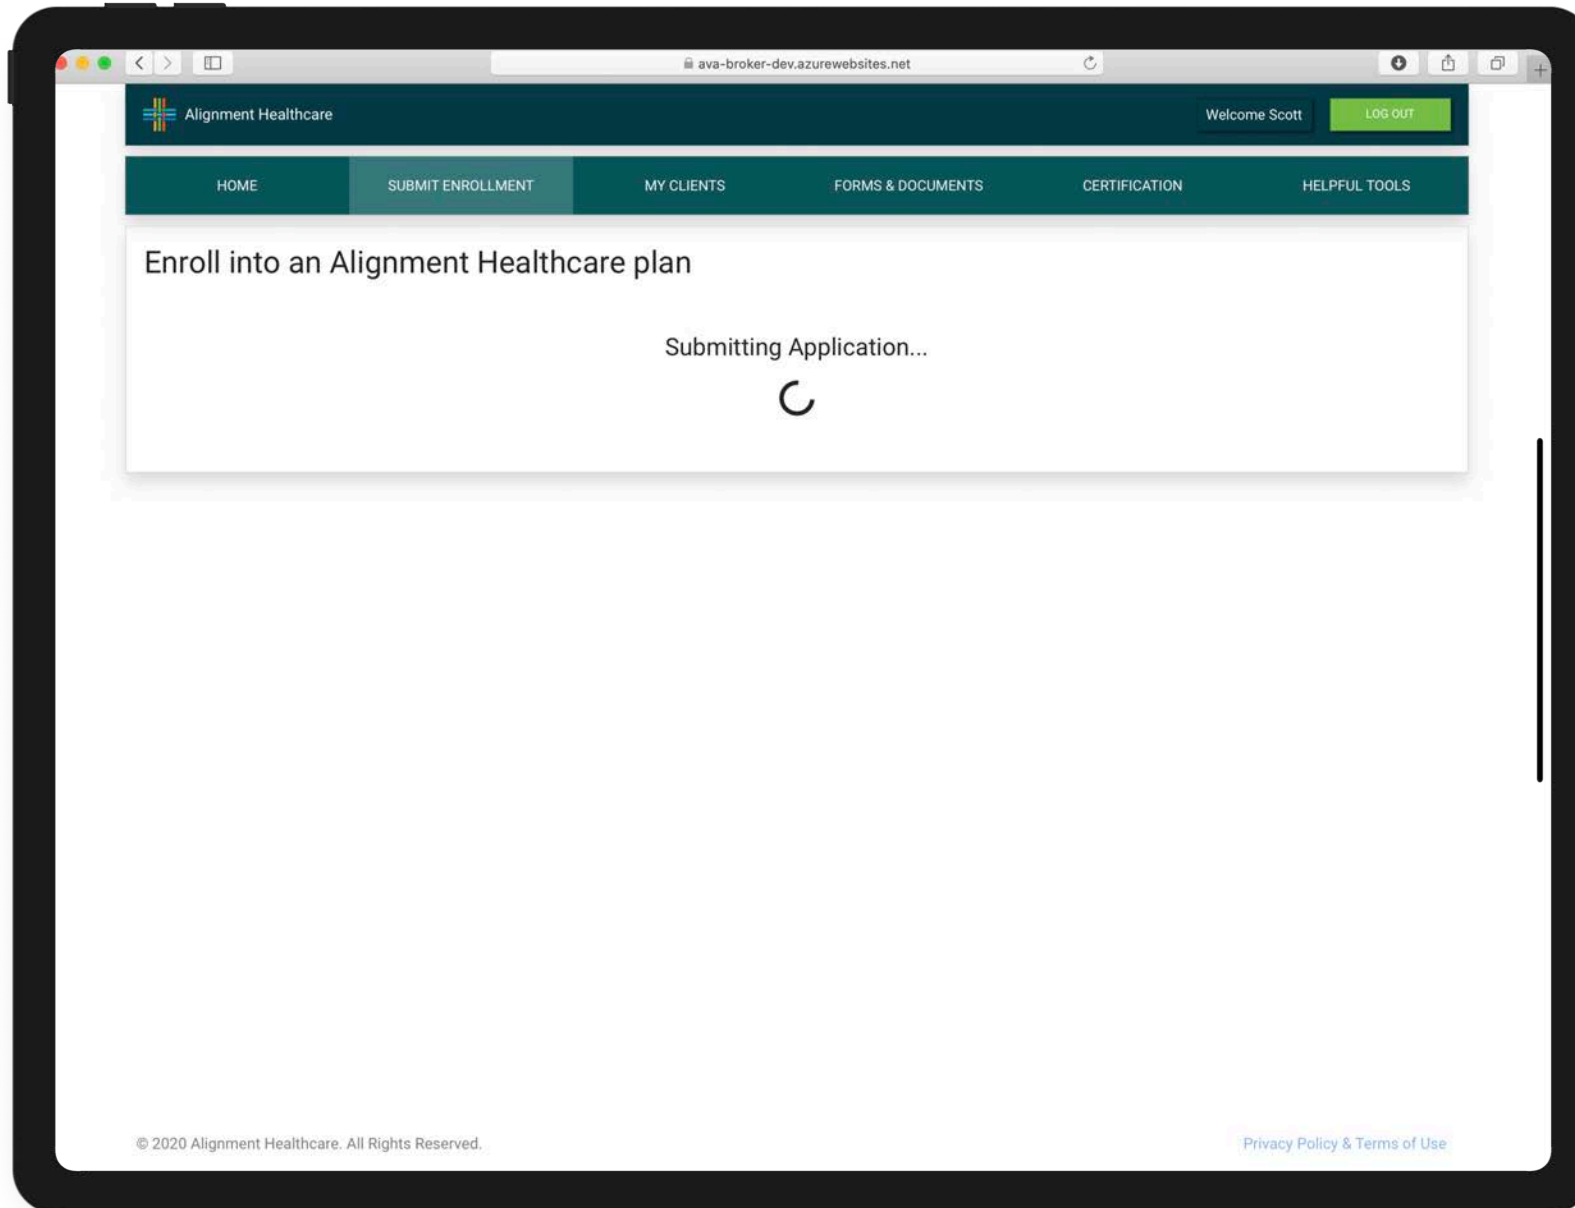 ava-broker-dev.azurewebsites.net
Alignment Healthcare
Welcome Scott
LOG OUT
HOME
SUBMIT ENROLLMENT
MY CLIENTS
FORMS & DOCUMENTS
CERTIFICATION
HELPFUL TOOLS
Enroll into an Alignment Healthcare plan
Submitting Application...
© 2020 Alignment Healthcare. All Rights Reserved.
Privacy Policy & Terms of Use